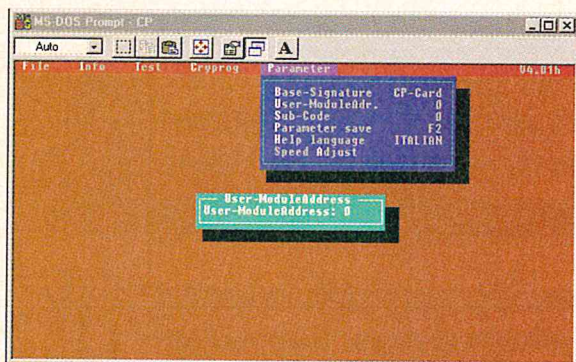 MS-DOS Prompt - CP
Auto
A
File Info Test Cryprog Parameter V4.01h
Base-Signature CP-Card
User-ModuleAdr. 0
Sub-Code 0
Parameter save F2
Help language ITALIAN
Speed Adjust
User-ModuleAddress
User-ModuleAddress: 0